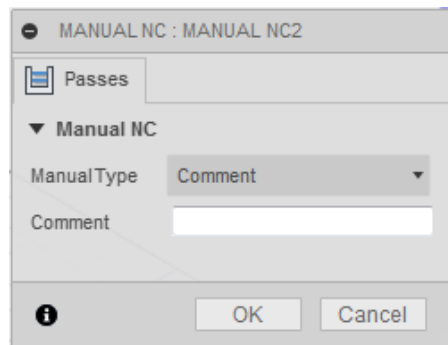 MANUAL NC : MANUAL NC2
Passes
Manual NC
Manual Type Comment
Comment
OK Cancel